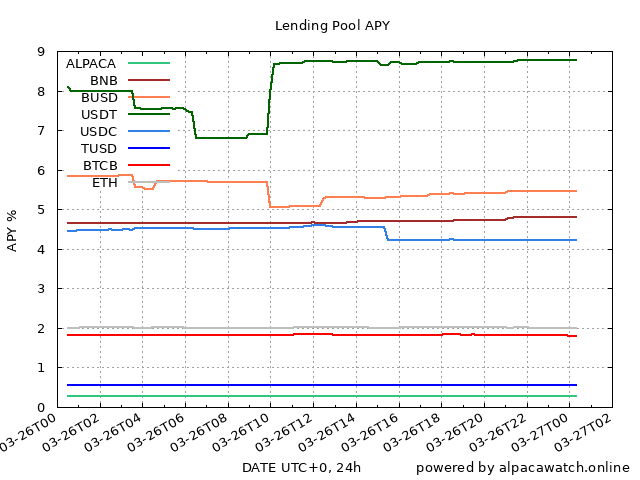 Lending Pool APY
APY %
9
8
7
6
5
4
3
2
1
0
ALPACA
BNB
BUSD
USDT
USDC
TUSD
BTCB
ETH
03-26T00
03-26T02
03-26T04
03-26T06
03-26T08
03-26T10
03-26T12
03-26T14
03-26T16
03-26T18
03-26T20
03-26T22
03-27T00
03-27T02
DATE UTC+0, 24h
powered by alpacawatch.online